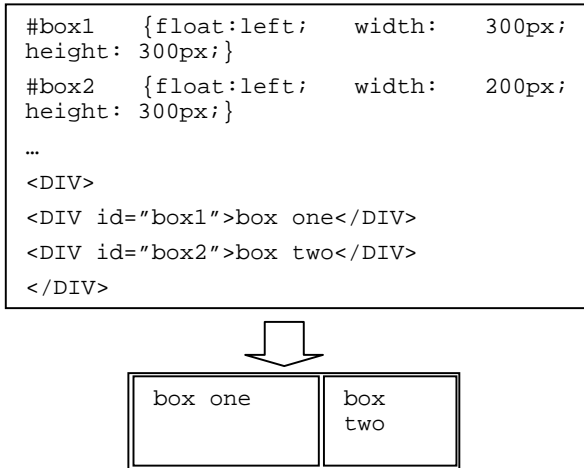 #box1 {float:left; width: 300px;
height: 300px;}
#box2 {float:left; width: 200px;
height: 300px;}
…
<DIV>
<DIV id="box1">box one</DIV>
<DIV id="box2">box two</DIV>
</DIV>
box one
box
two